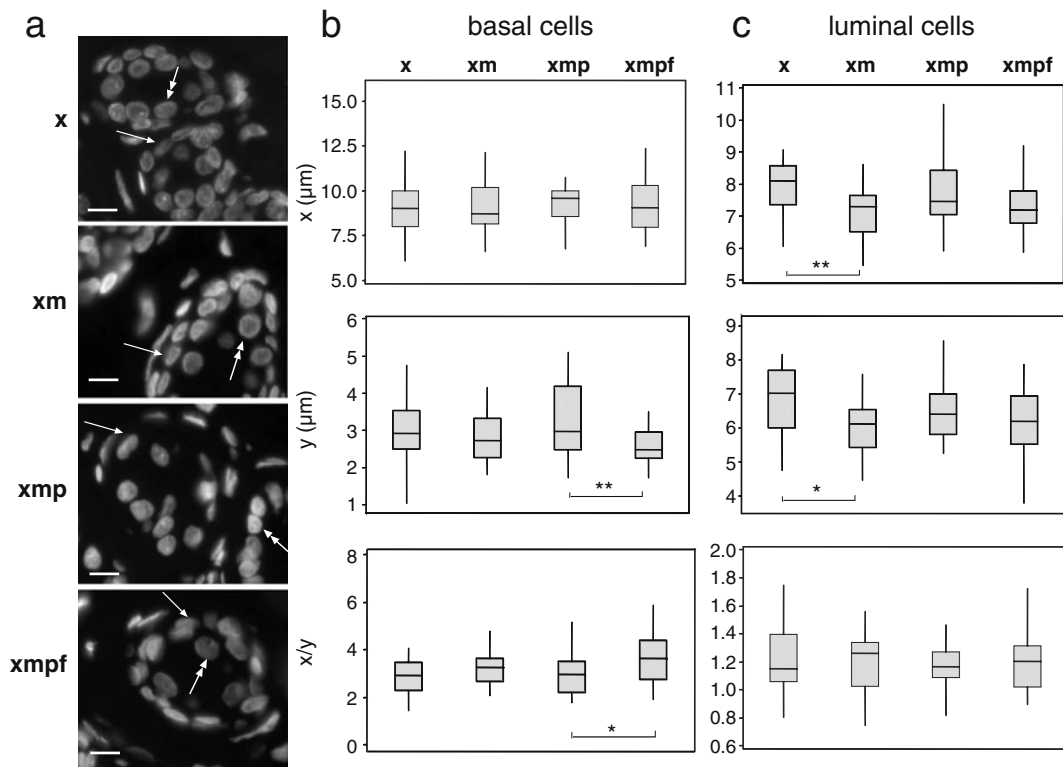 a
x
xm
xmp
xmpf
b
basal cells
x xm xmp xmpf
x (µm)
15.0
12.5
10.0
7.5
5.0
y (µm)
6
5
4
3
2
1
**
x/y
8
6
4
2
0
*
c
luminal cells
x xm xmp xmpf
11
10
9
8
7
6
5
**
9
8
7
6
5
4
*
2.0
1.8
1.6
1.4
1.2
1.0
0.8
0.6